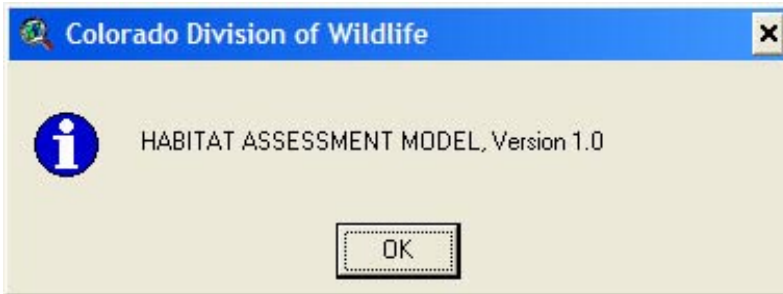 Colorado Division of Wildlife
HABITAT ASSESSMENT MODEL, Version 1.0
OK